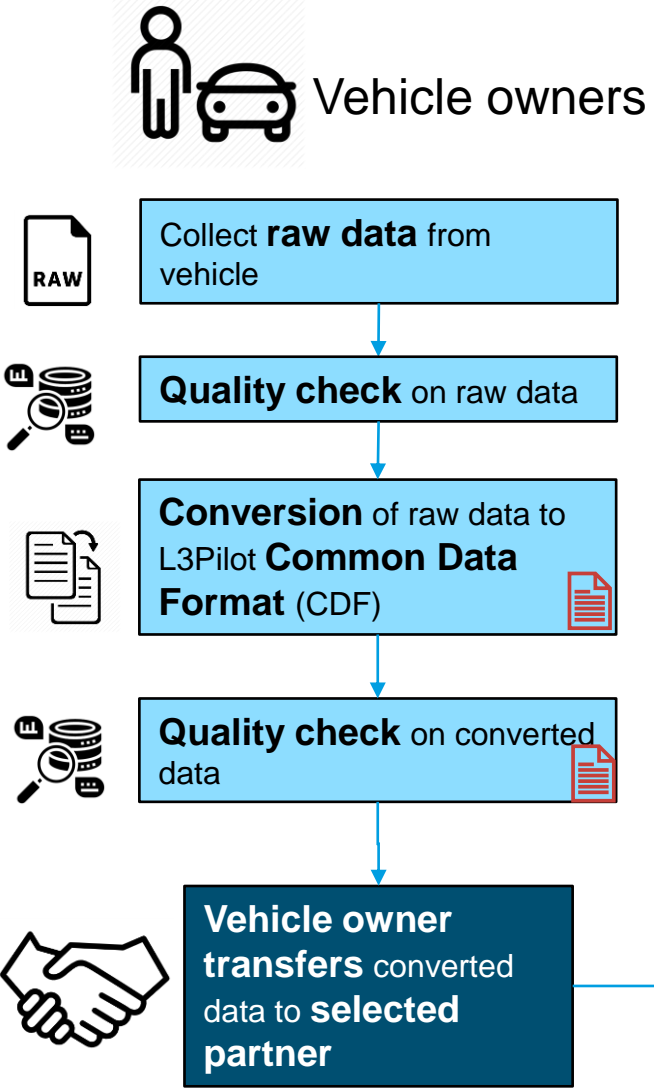 Vehicle owners
RAW
Collect raw data from
vehicle
Quality check on raw data
Conversion of raw data to
L3Pilot Common Data
Format (CDF)
Quality check on converted
data
Vehicle owner
transfers converted
data to selected
partner